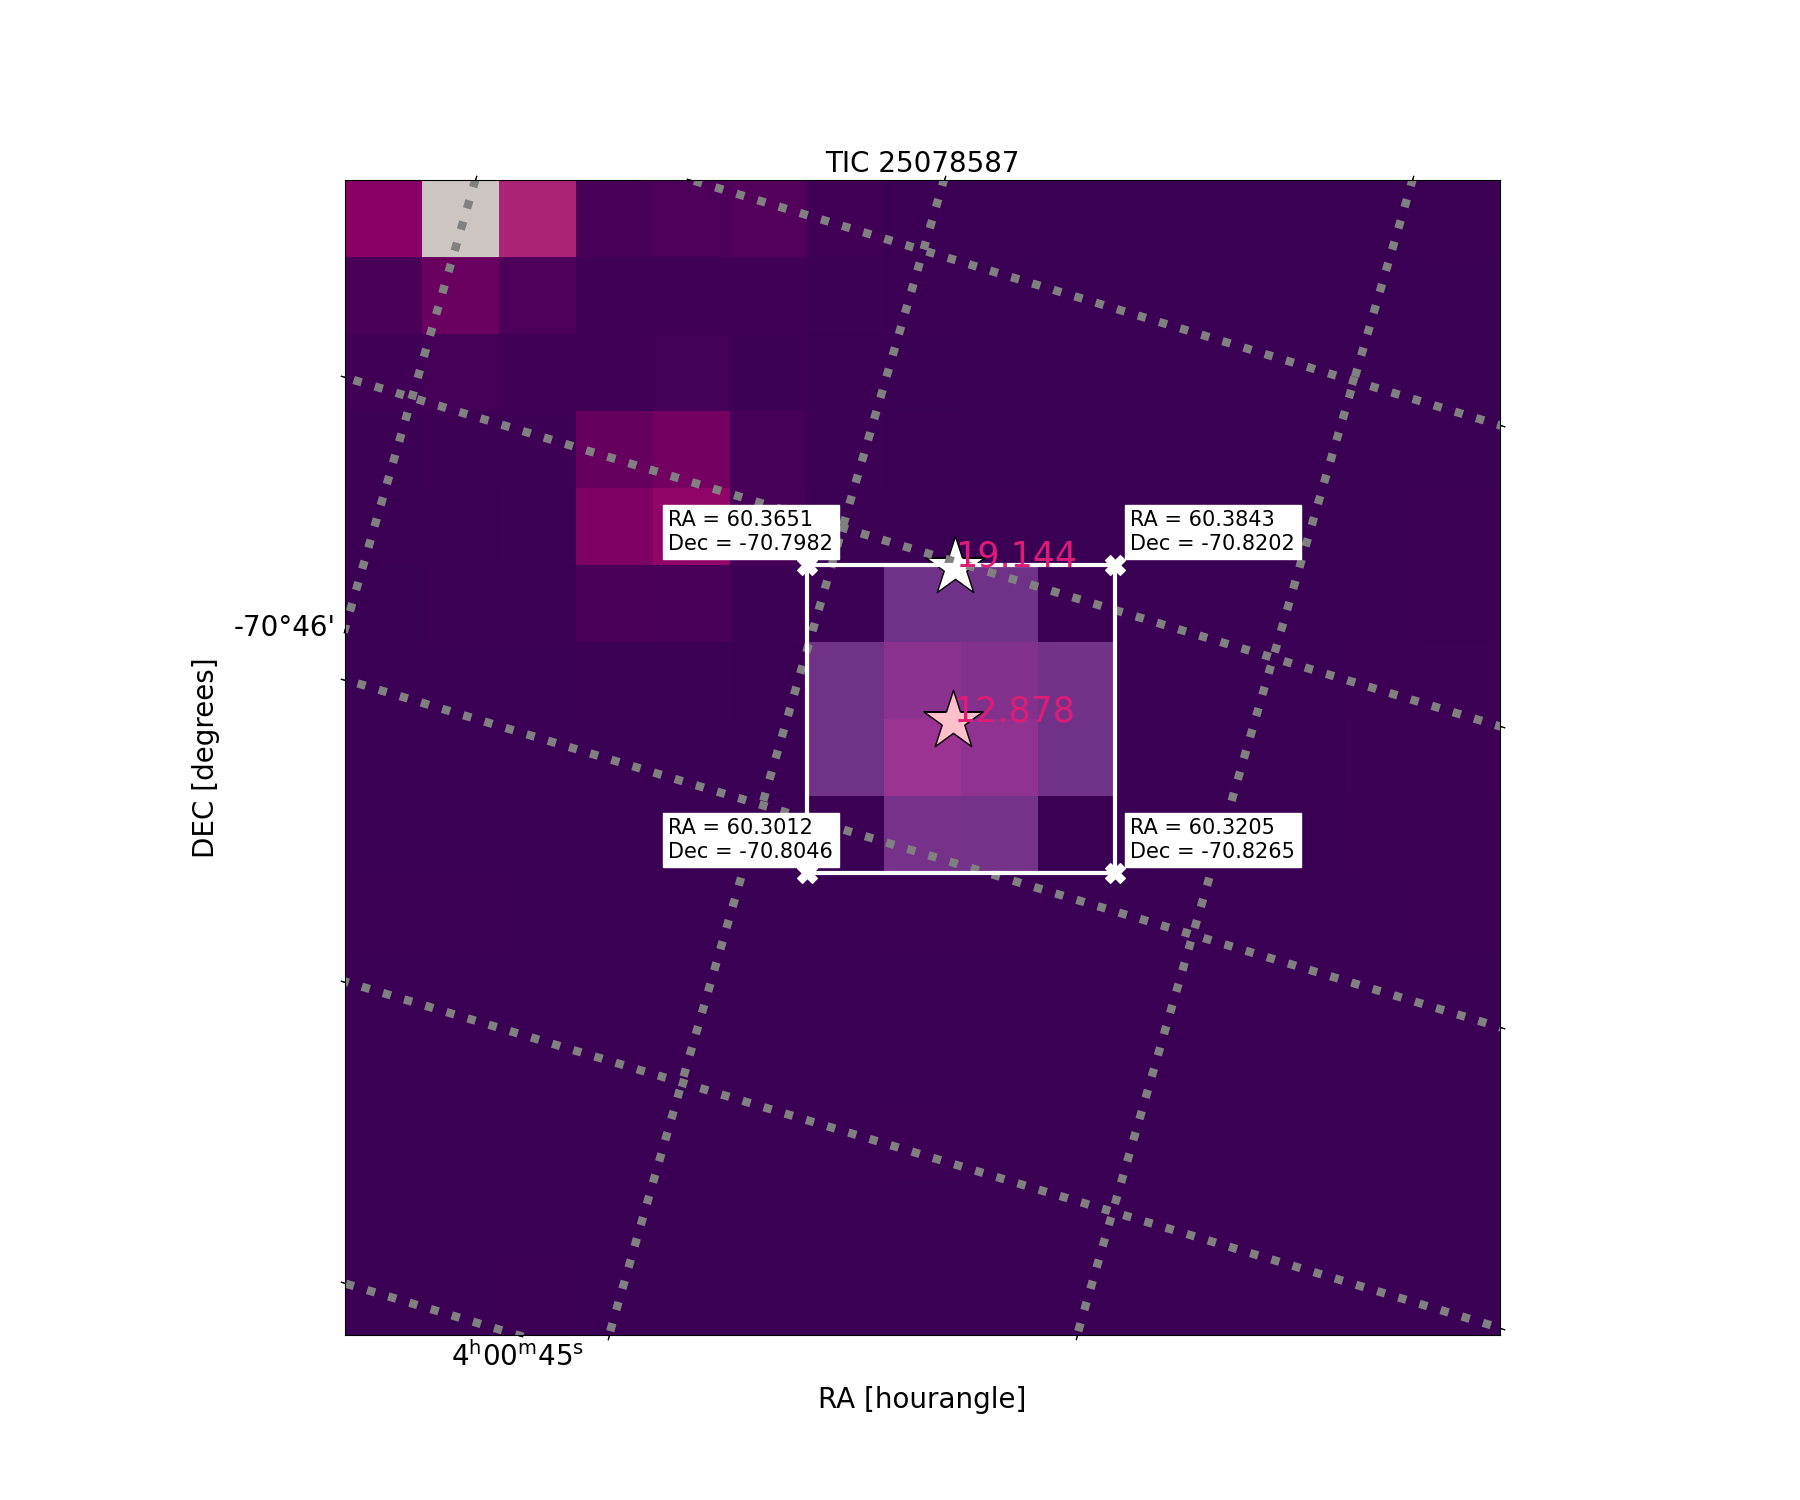 TIC 25078587
RA = 60.3651
Dec = -70.7982
RA = 60.3843
Dec = -70.8202
19.144
-70°46'
12.878
RA = 60.3012
Dec = -70.8046
RA = 60.3205
Dec = -70.8265
DEC [degrees]
4ʰ00ᵐ45ˢ
RA [hourangle]